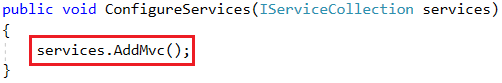 public void ConfigureServices(IServiceCollection services)
{
    services.AddMvc();
}